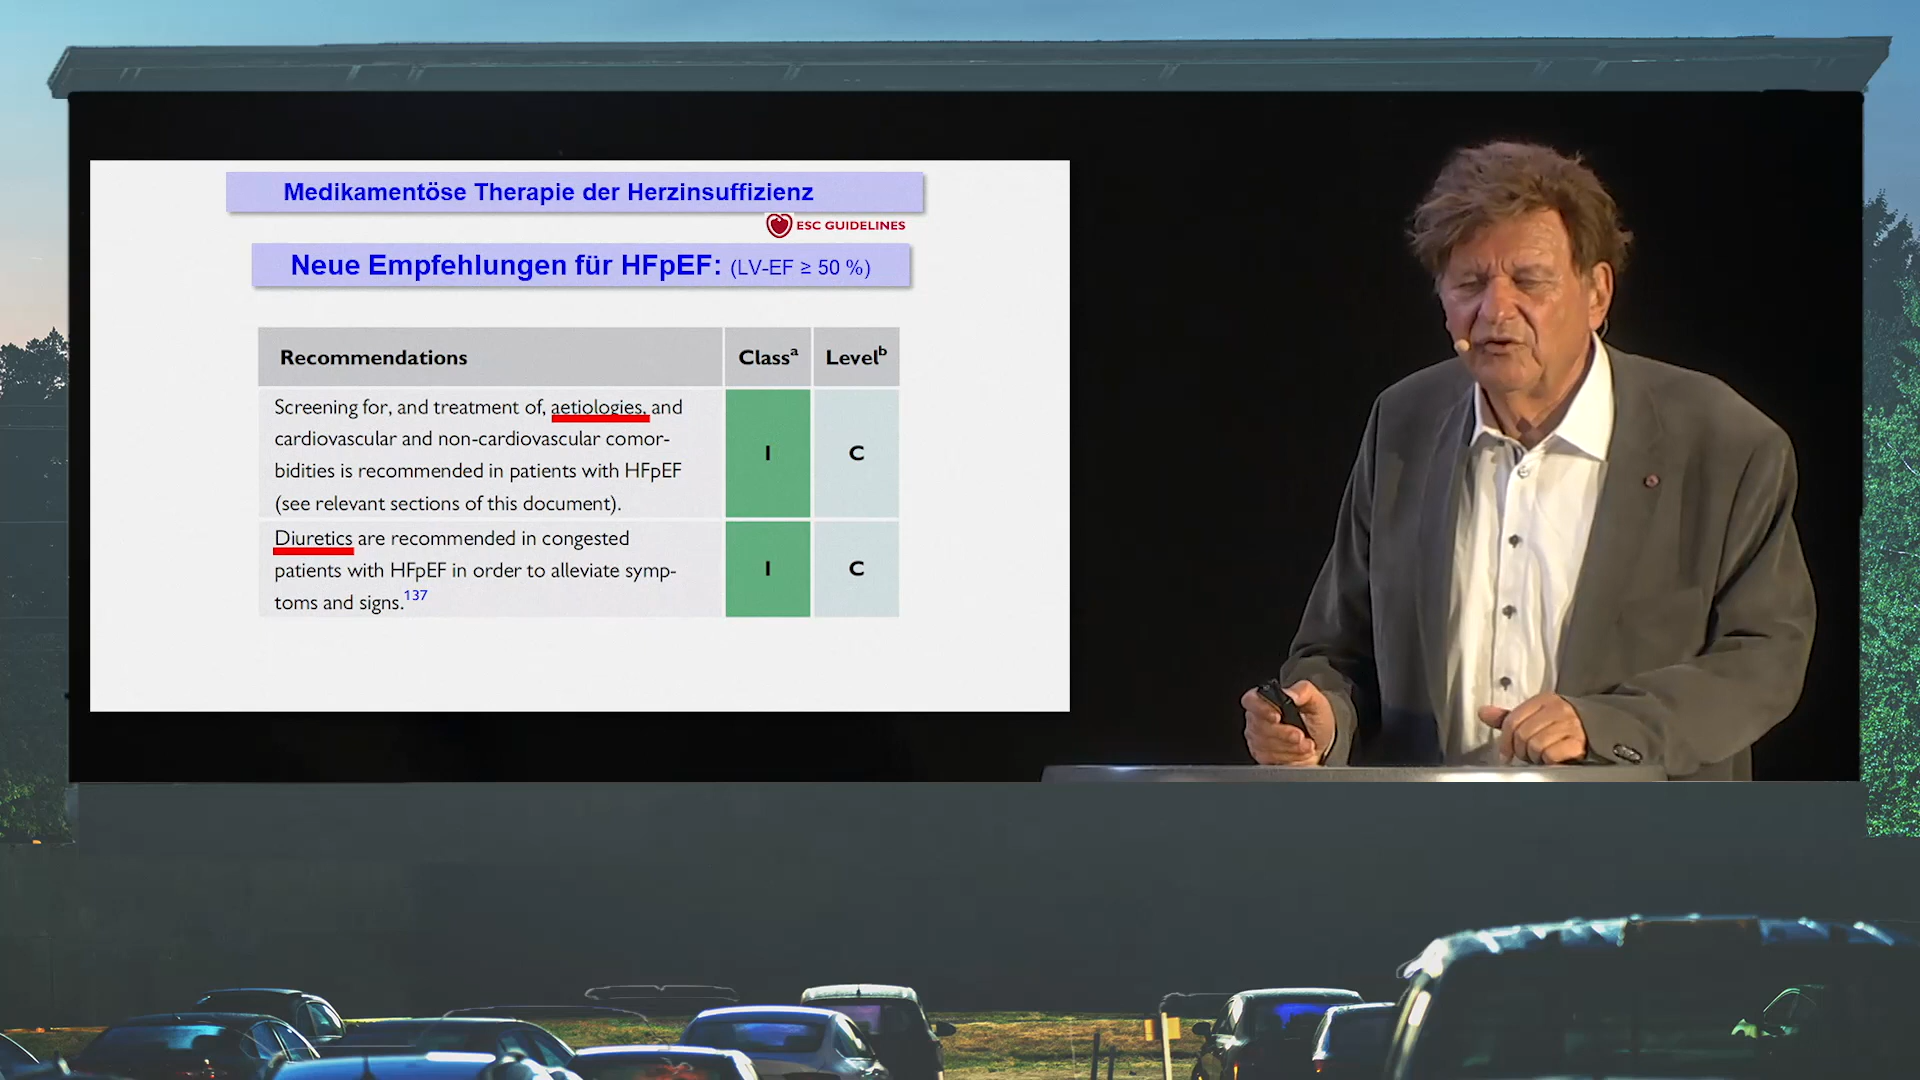 Medikamentöse Therapie der Herzinsuffizienz
ESC GUIDELINES
Neue Empfehlungen für HFpEF: (LV-EF ≥ 50 %)
Recommendations Classᵃ Levelᵇ
Screening for, and treatment of, aetiologies, and
cardiovascular and non-cardiovascular comor-
bidities is recommended in patients with HFpEF
(see relevant sections of this document).
I C
Diuretics are recommended in congested
patients with HFpEF in order to alleviate symp-
toms and signs.¹³⁷
I C